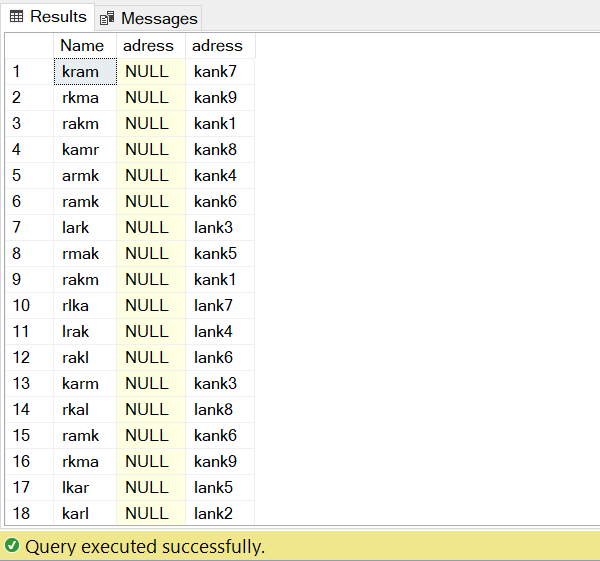 Results Messages
Name adress adress
1 kram NULL kank7
2 rkma NULL kank9
3 rakm NULL kank1
4 kamr NULL kank8
5 armk NULL kank4
6 ramk NULL kank6
7 lark NULL lank3
8 rmak NULL kank5
9 rakm NULL kank1
10 rlka NULL lank7
11 lrak NULL lank4
12 rakl NULL lank6
13 karm NULL kank3
14 rkal NULL lank8
15 ramk NULL kank6
16 rkma NULL kank9
17 lkar NULL lank5
18 karl NULL lank2
Query executed successfully.